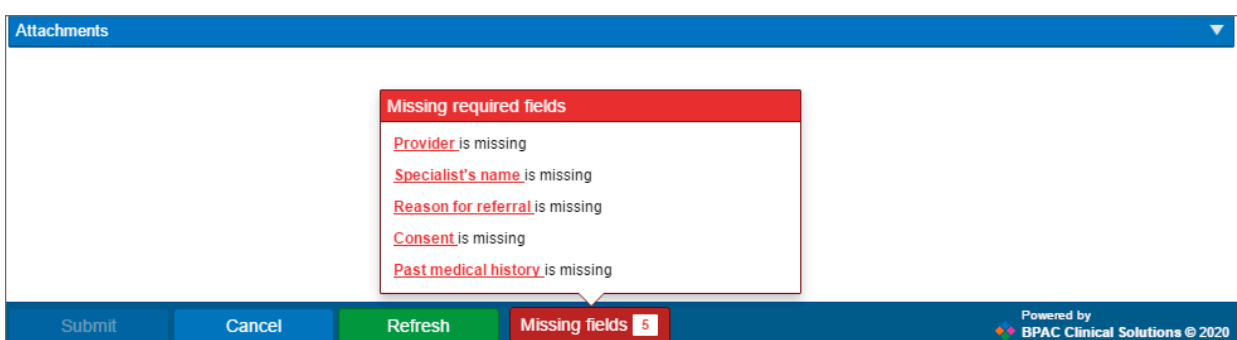 Attachments
Missing required fields
Provider is missing
Specialist's name is missing
Reason for referral is missing
Consent is missing
Past medical history is missing
Submit
Cancel
Refresh
Missing fields 5
Powered by
BPAC Clinical Solutions © 2020